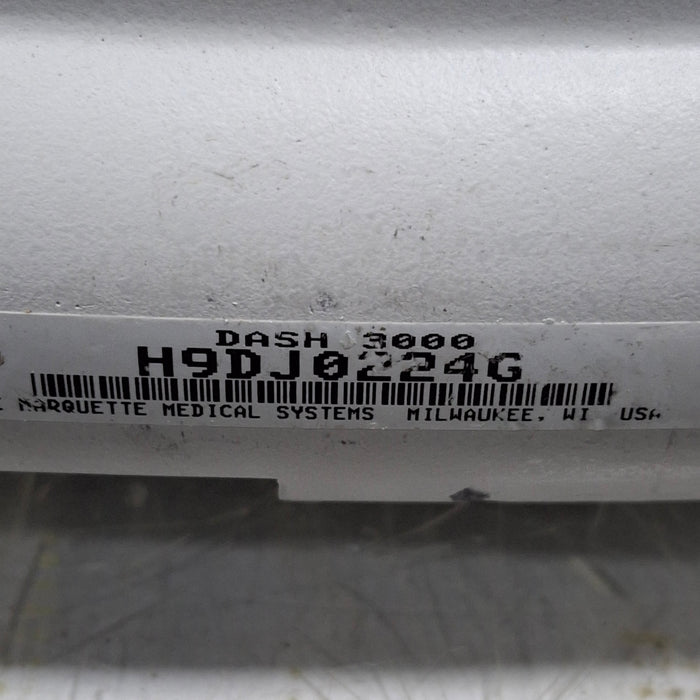 DASH 3000
H9DJ0224G
E MARQUETTE MEDICAL SYSTEMS MILWAUKEE, WI USA